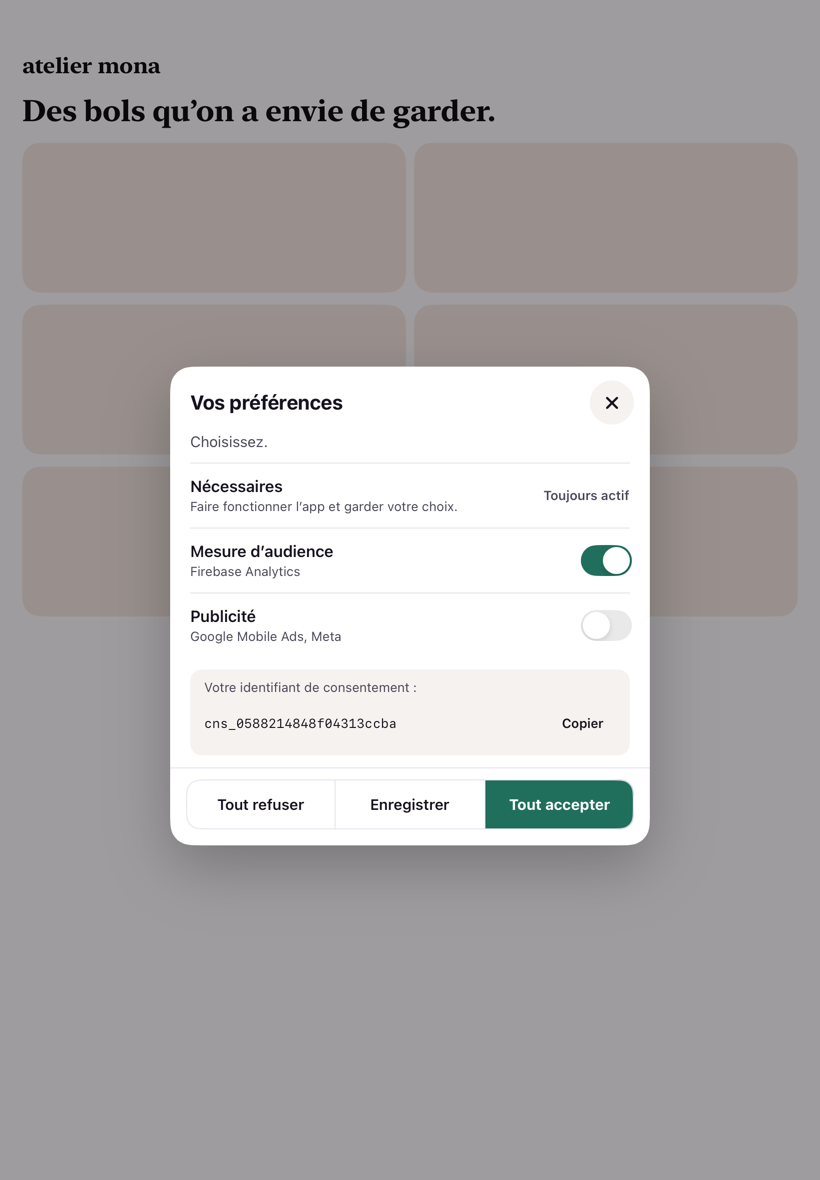 atelier mona
Des bols qu’on a envie de garder.
Vos préférences
Choisissez.
Nécessaires
Faire fonctionner l’app et garder votre choix.
Toujours actif
Mesure d’audience
Firebase Analytics
Publicité
Google Mobile Ads, Meta
Votre identifiant de consentement :
cns_0588214848f04313ccba
Copier
Tout refuser
Enregistrer
Tout accepter